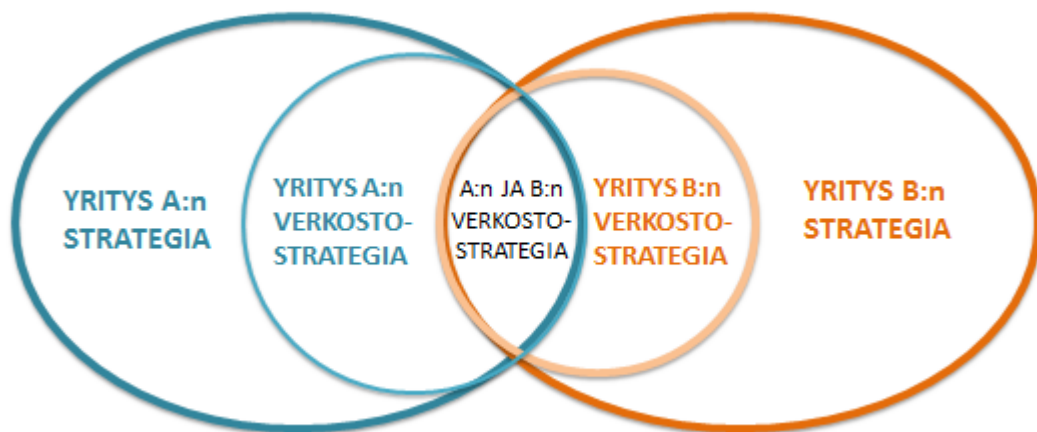 YRITYS A:n
STRATEGIA
YRITYS A:n
VERKOSTO-
STRATEGIA
A:n JA B:n
VERKOSTO-
STRATEGIA
YRITYS B:n
VERKOSTO-
STRATEGIA
YRITYS B:n
STRATEGIA